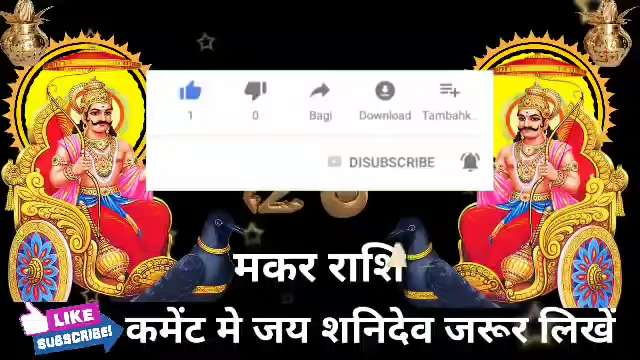 1 0 Bagi Download Tambahk..
DISUBSCRIBE
मकर राशि
LIKE
SUBSCRIBE!
कमेंट मे जय शनिदेव जरूर लिखें